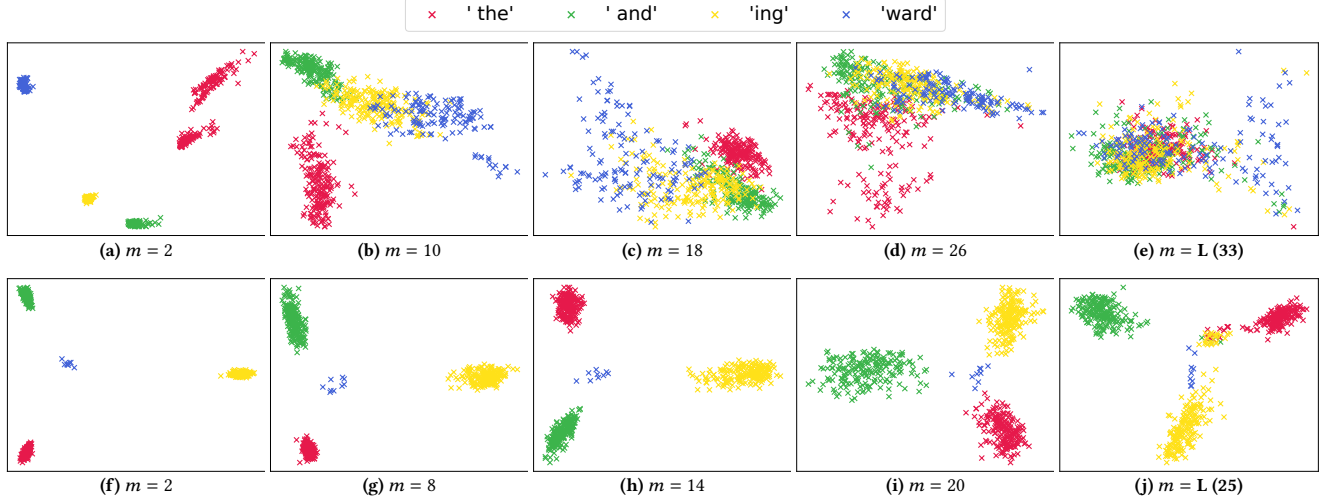 ' the' ' and' 'ing' 'ward'
(a) m = 2 (b) m = 10 (c) m = 18 (d) m = 26 (e) m = L (33)
(f) m = 2 (g) m = 8 (h) m = 14 (i) m = 20 (j) m = L (25)